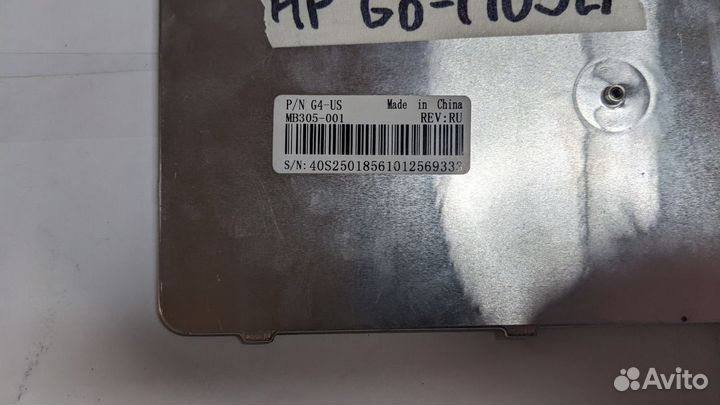 HP G6-
P/N G4-US Made in China
MB305-001 REV:RU
S/N: 40S2501856101256933
Avito